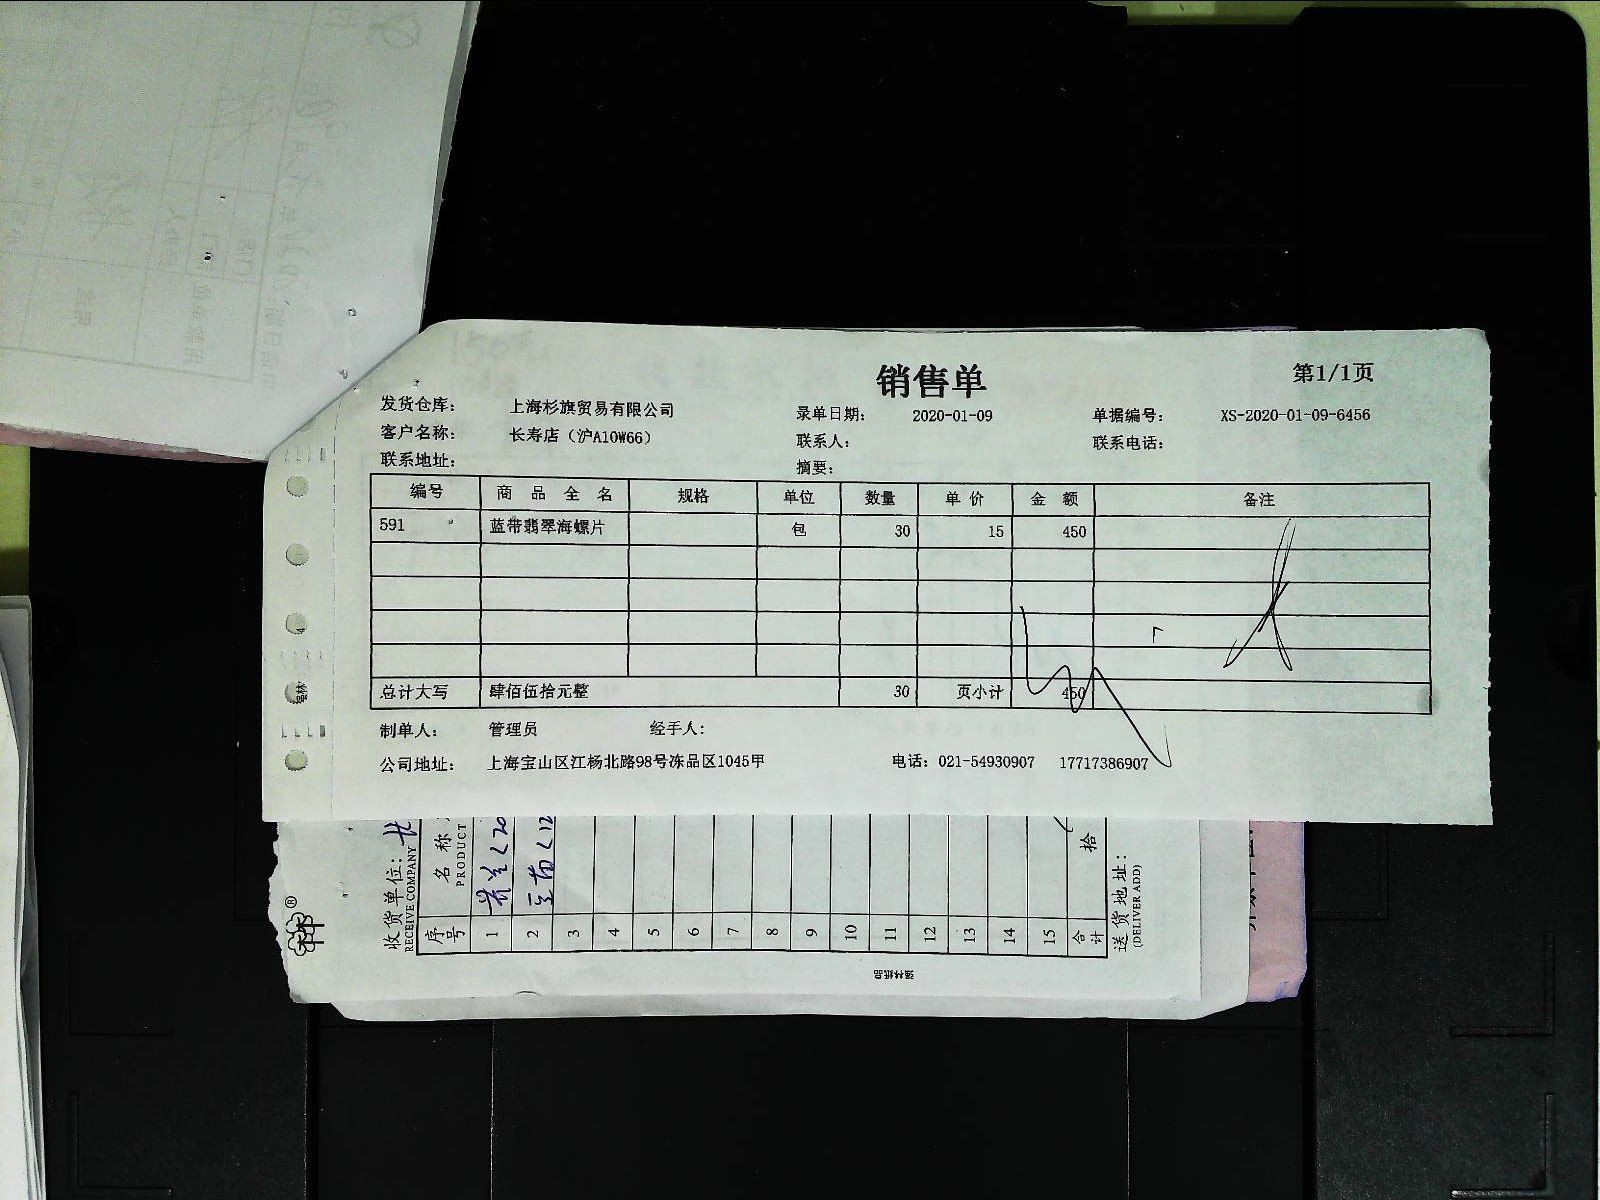 销售单
第1/1页
发货仓库： 上海杉旗贸易有限公司 录单日期： 2020-01-09 单据编号： XS-2020-01-09-6456
客户名称： 长寿店（沪A10W66） 联系人： 联系电话：
联系地址： 摘要：
编号 商品全名 规格 单位 数量 单价 金额 备注
591 蓝带翡翠海螺片 包 30 15 450
总计大写 肆佰伍拾元整 30 页小计 450
制单人： 管理员 经手人：
公司地址： 上海宝山区江杨北路98号冻品区1045甲 电话：021-54930907 17717386907
收货单位：
RECEIVE COMPANY
序号 名称
PRODUCT
1
2
3
4
5
6
7
8
9
10
11
12
13
14
15
合计 拾
送货地址：
(DELIVER ADD)
强林纸品